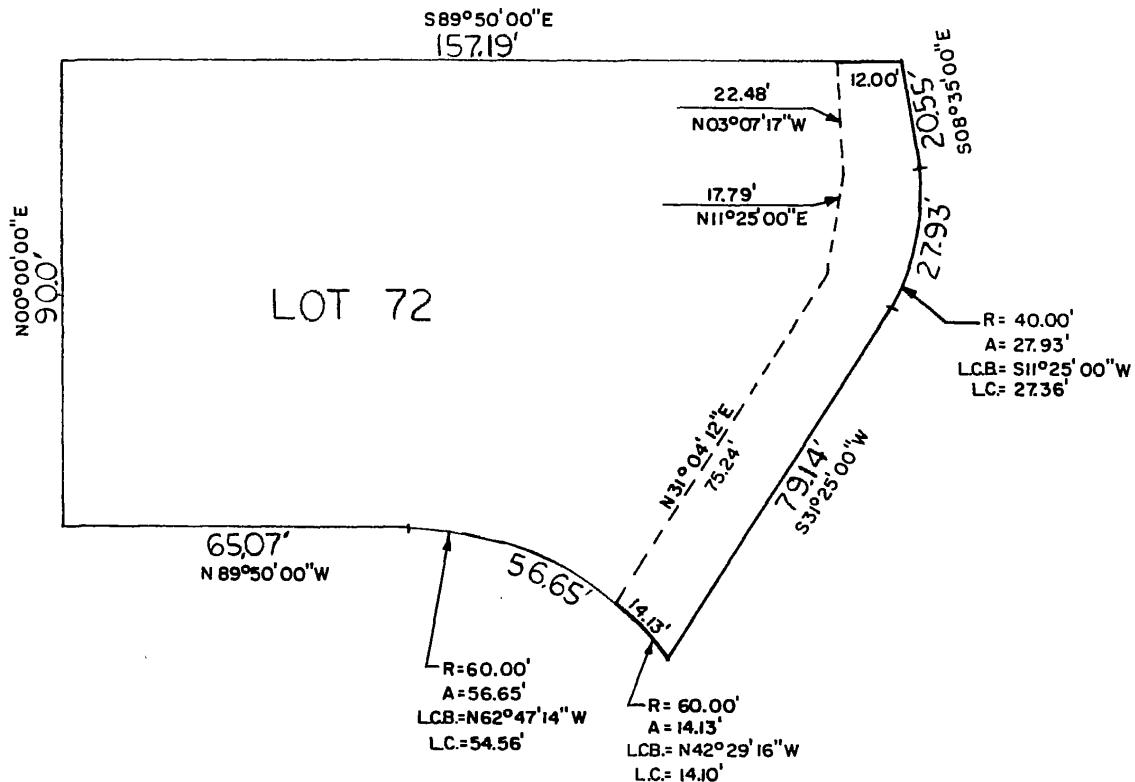 S89°50'00"E
157.19'
12.00'
22.48'
N03°07'17"W
20.55'
S08°35'00"E
17.79'
N11°25'00"E
27.93'
N00°00'00"E
90.0'
LOT 72
R= 40.00'
A= 27.93'
L.C.B.= S11°25'00"W
L.C.= 27.36'
N31°04'12"E
75.24'
79.14'
S31°25'00"W
65.07'
N89°50'00"W
56.65'
14.13'
R=60.00'
A=56.65'
L.C.B.=N62°47'14"W
L.C.=54.56'
R=60.00'
A=14.13'
LCB.= N42°29'16"W
L.C.= 14.10'